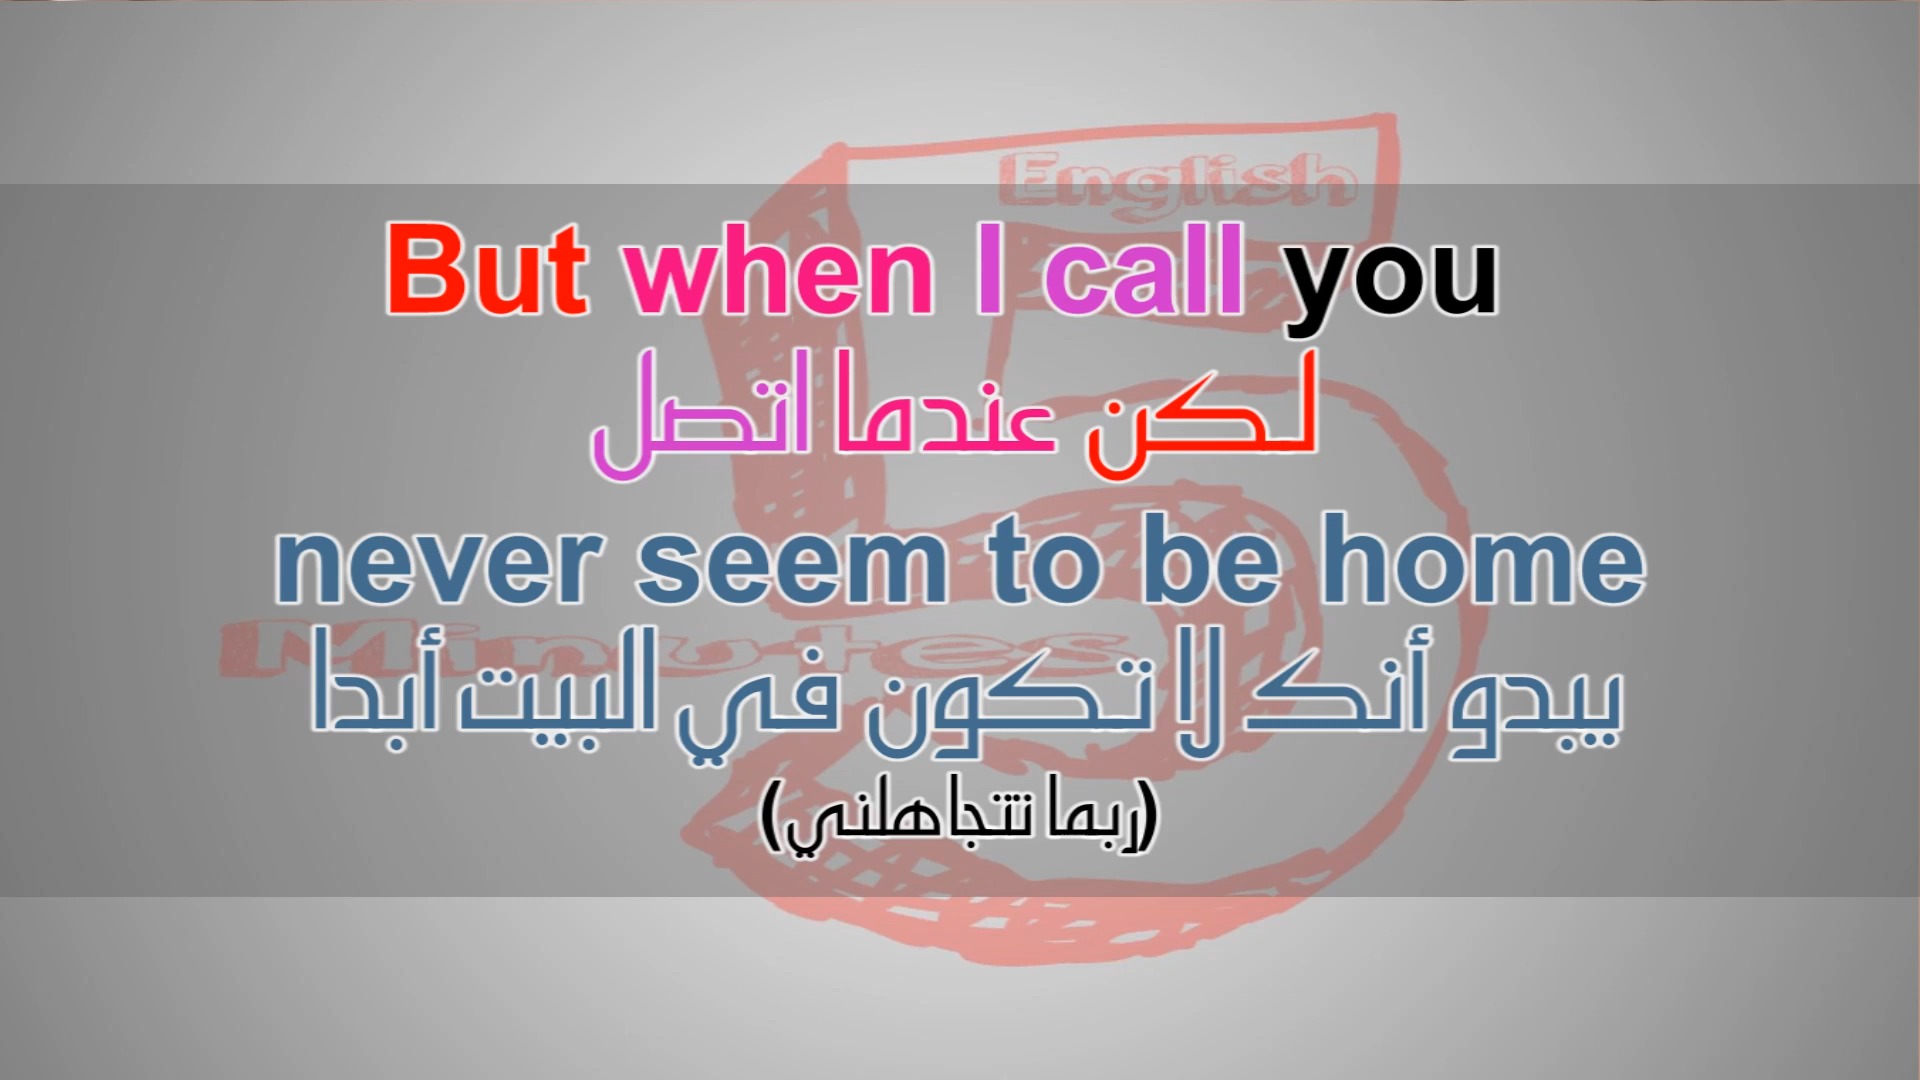 English
But when I call you
لكن عندما اتصل
never seem to be home
Minutes
يبدو أنك لا تكون في البيت أبدا
(ربما تتجاهلني)